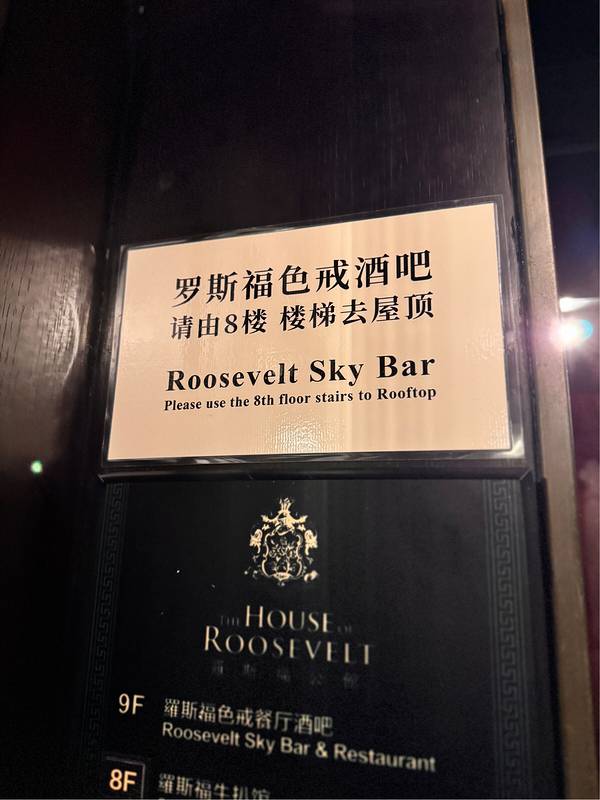 罗斯福色戒酒吧
请由8楼 楼梯去屋顶
Roosevelt Sky Bar
Please use the 8th floor stairs to Rooftop
THE HOUSE OF
ROOSEVELT
羅斯福公館
9F 羅斯福色戒餐厅酒吧
Roosevelt Sky Bar & Restaurant
8F 羅斯福牛扒馆